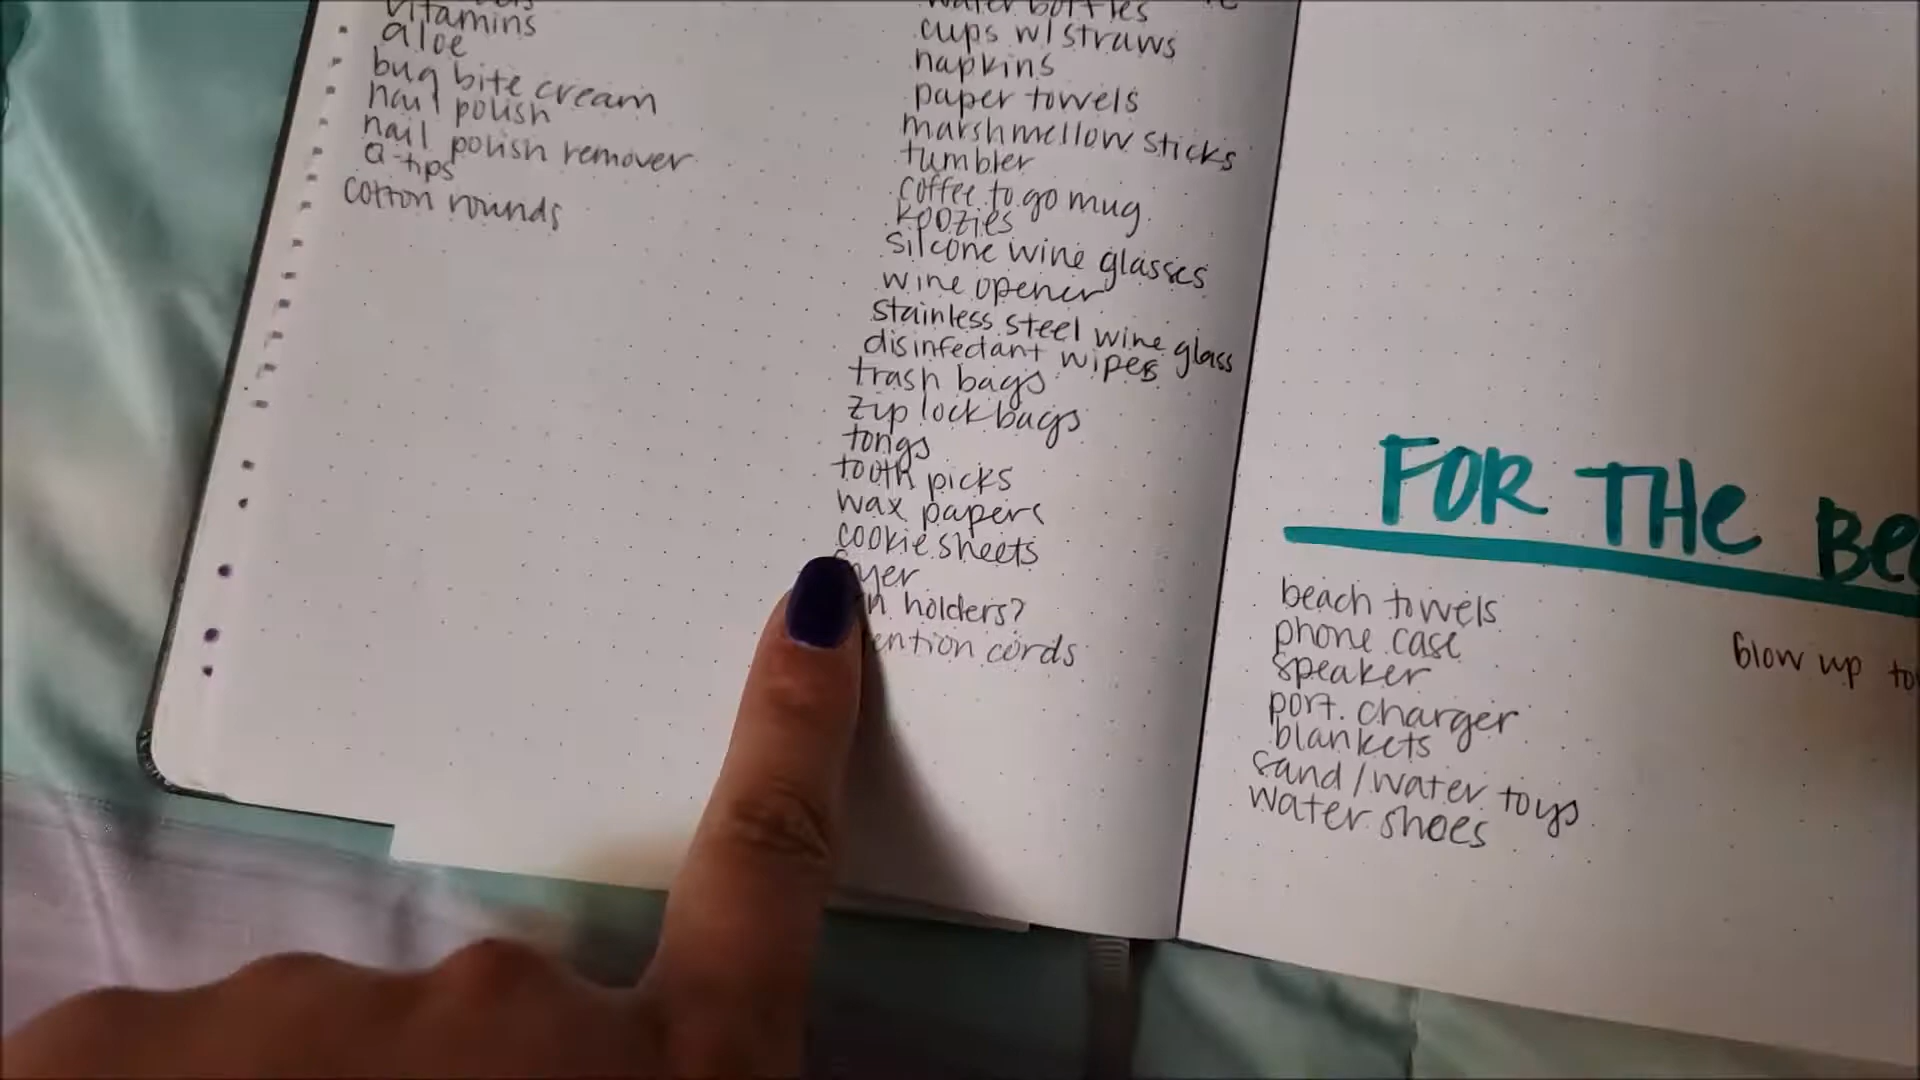 vitamins
aloe
bug bite cream
nail polish
nail polish remover
Q-tips
cotton rounds
water bottles
cups w/ straws
napkins
paper towels
marshmellow sticks
tumbler
coffee to go mug
koozies
silcone wine glasses
wine opener
stainless steel wine glass
disinfectant wipes
trash bags
zip lock bags
tongs
tooth picks
wax papers
cookie sheets
holders?
cords
FOR THE
beach towels
phone case
speaker
port. charger
blankets
sand/water toys
water shoes
blow up